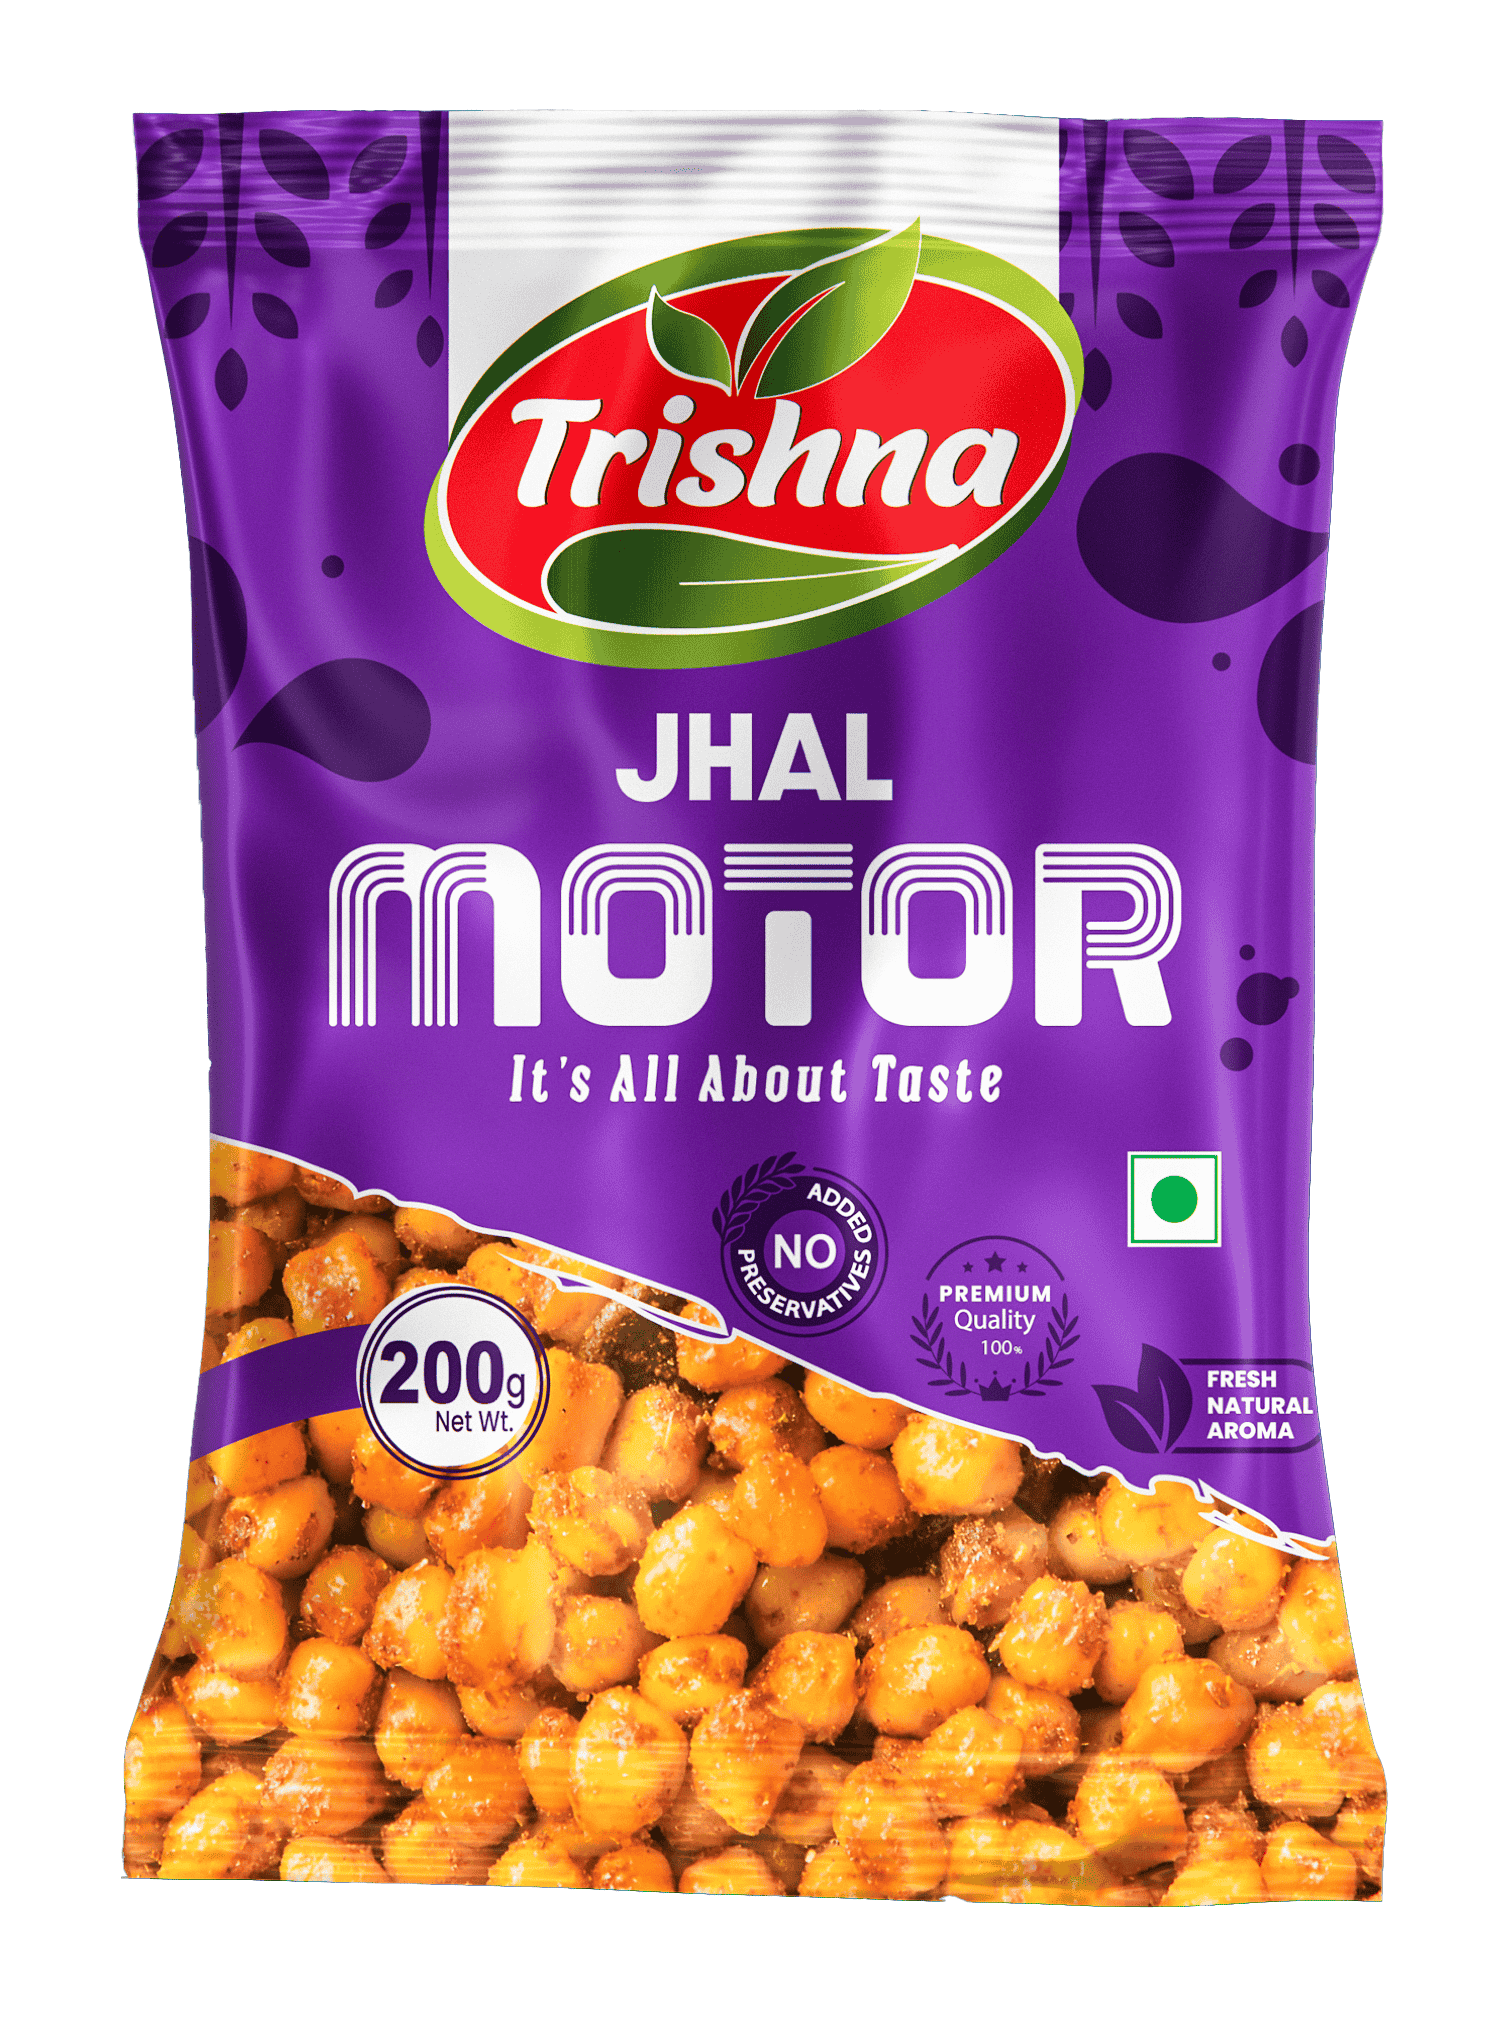 Trishna
JHAL
MOTOR
It's All About Taste
ADDED
NO
PRESERVATIVES
PREMIUM
Quality
100%
200g
Net Wt.
FRESH
NATURAL
AROMA